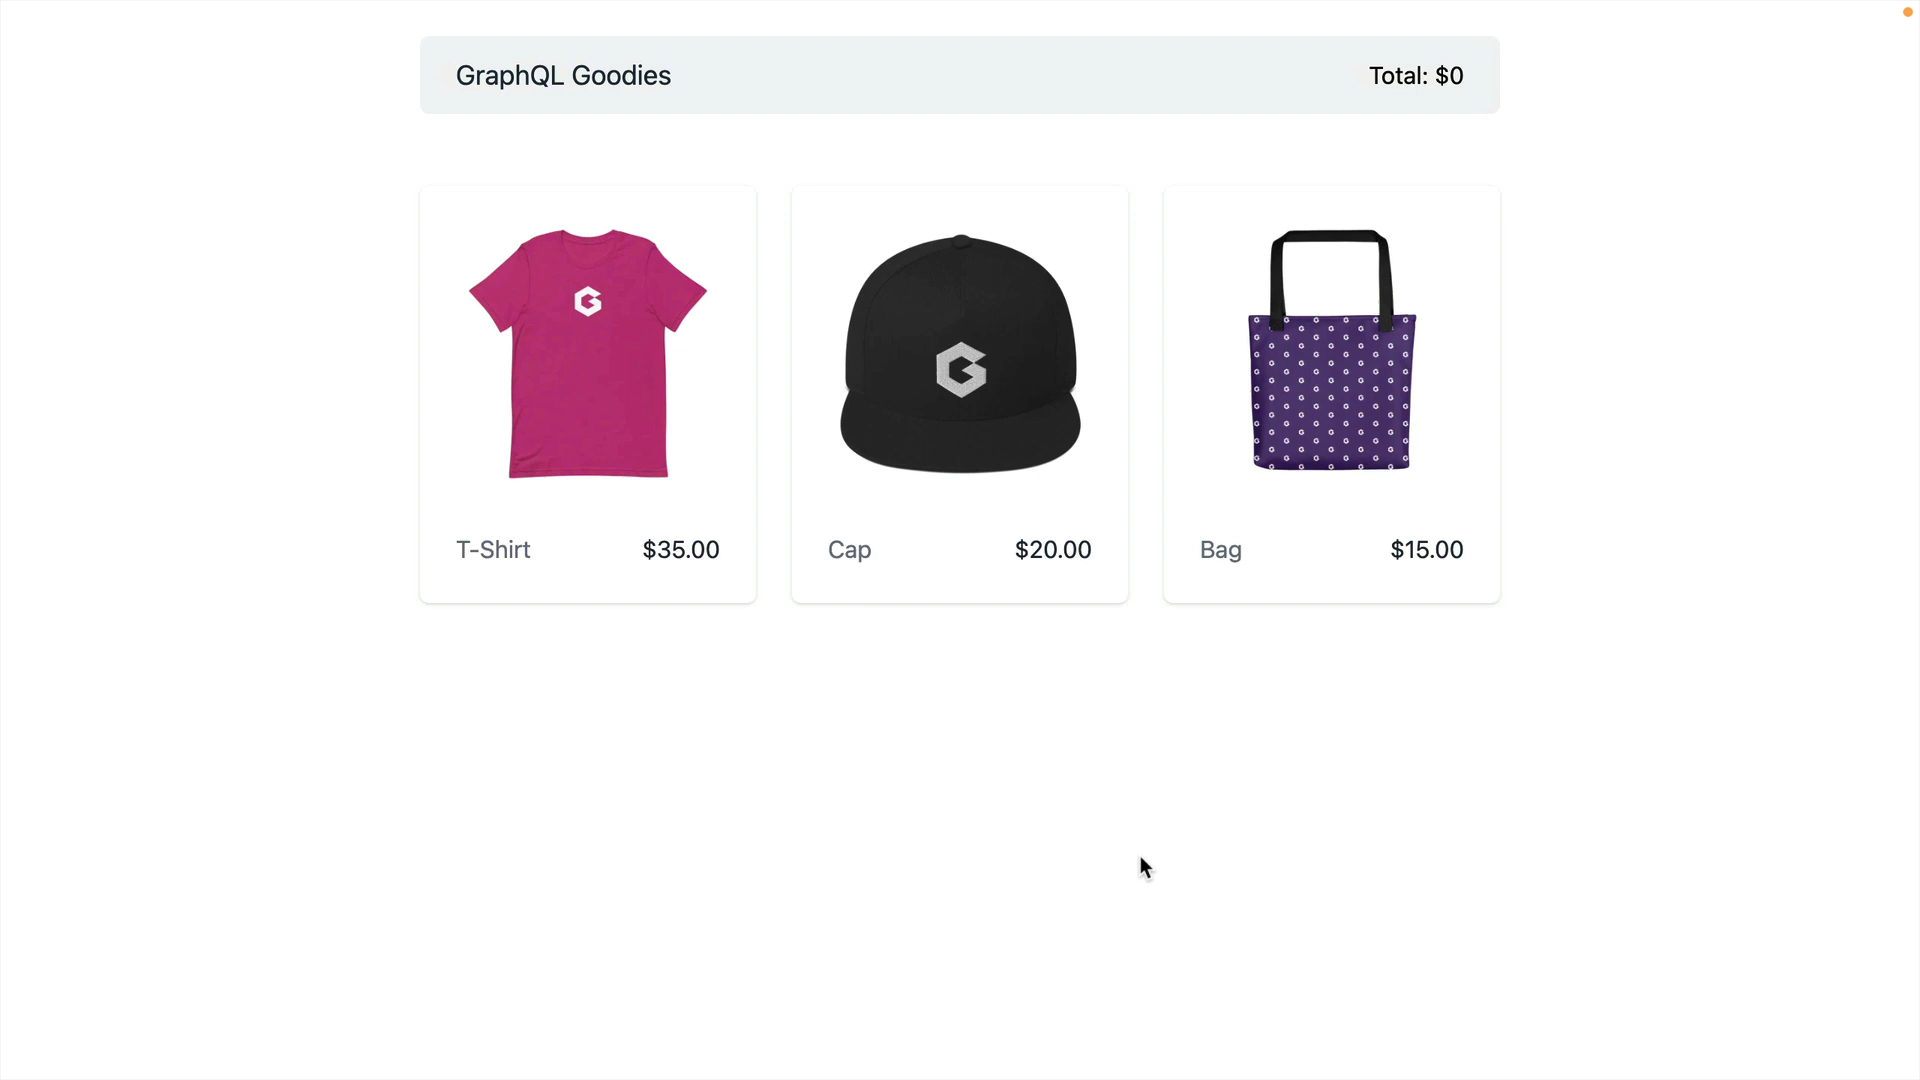 GraphQL Goodies
Total: $0
T-Shirt
$35.00
Cap
$20.00
Bag
$15.00